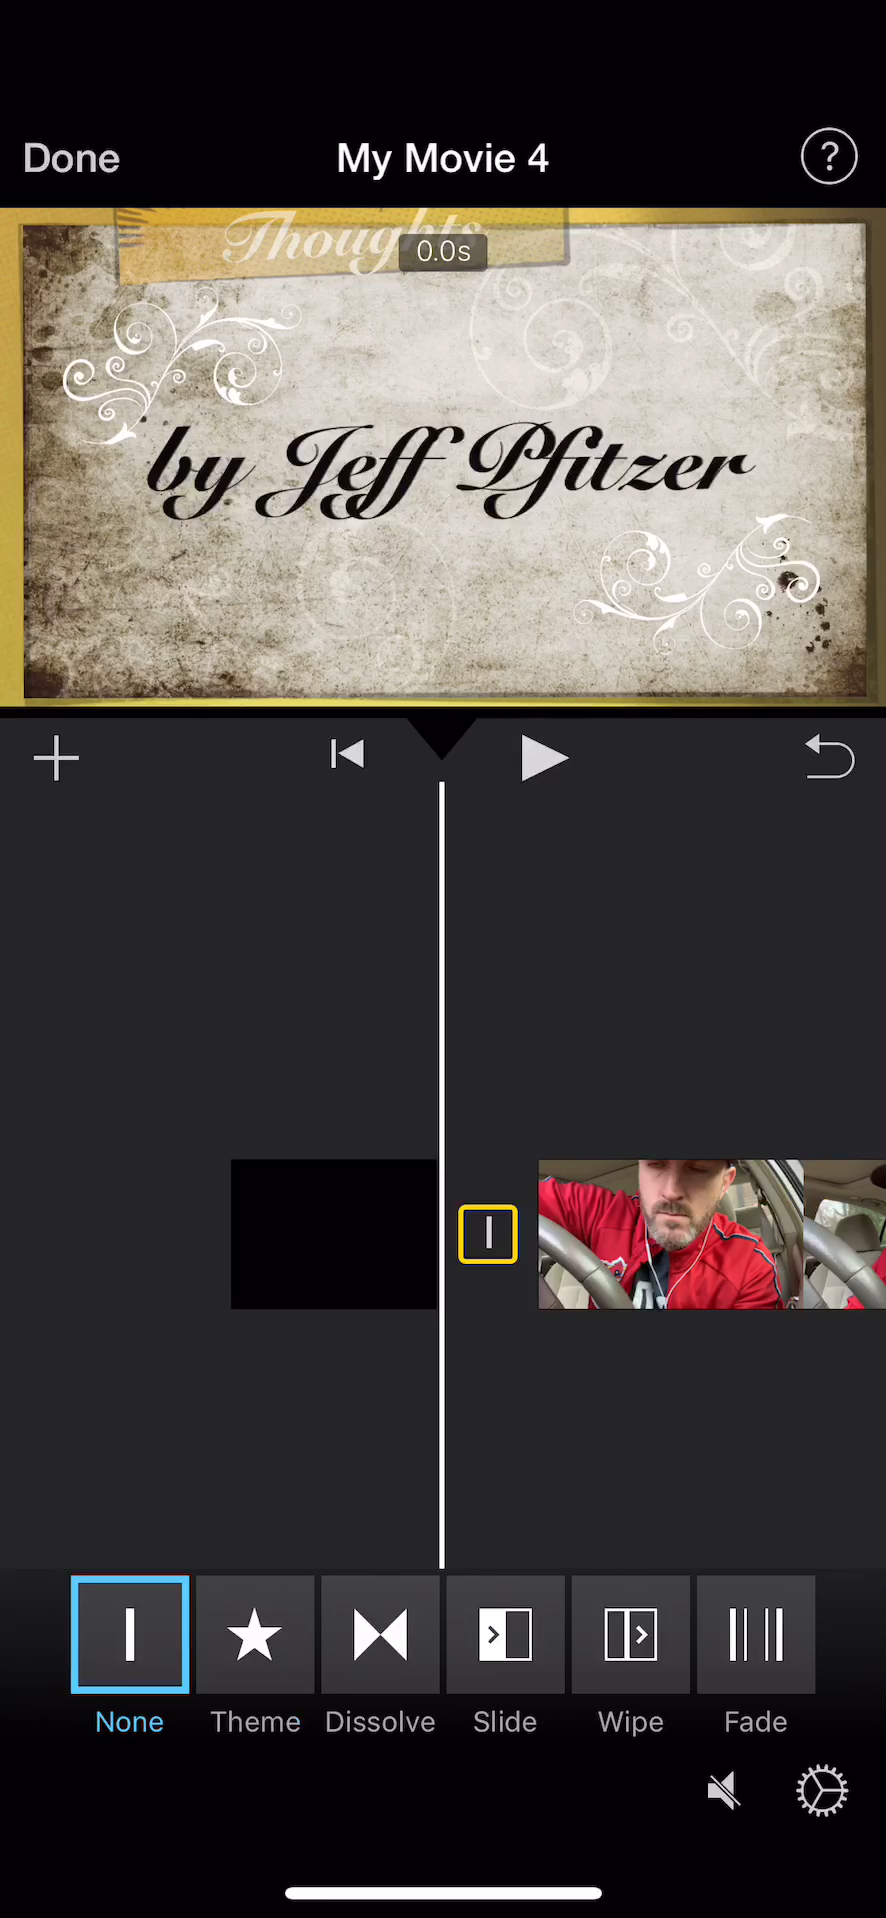 Done My Movie 4 ?
Thoughts
0.0s
by Jeff Pfitzer
None Theme Dissolve Slide Wipe Fade